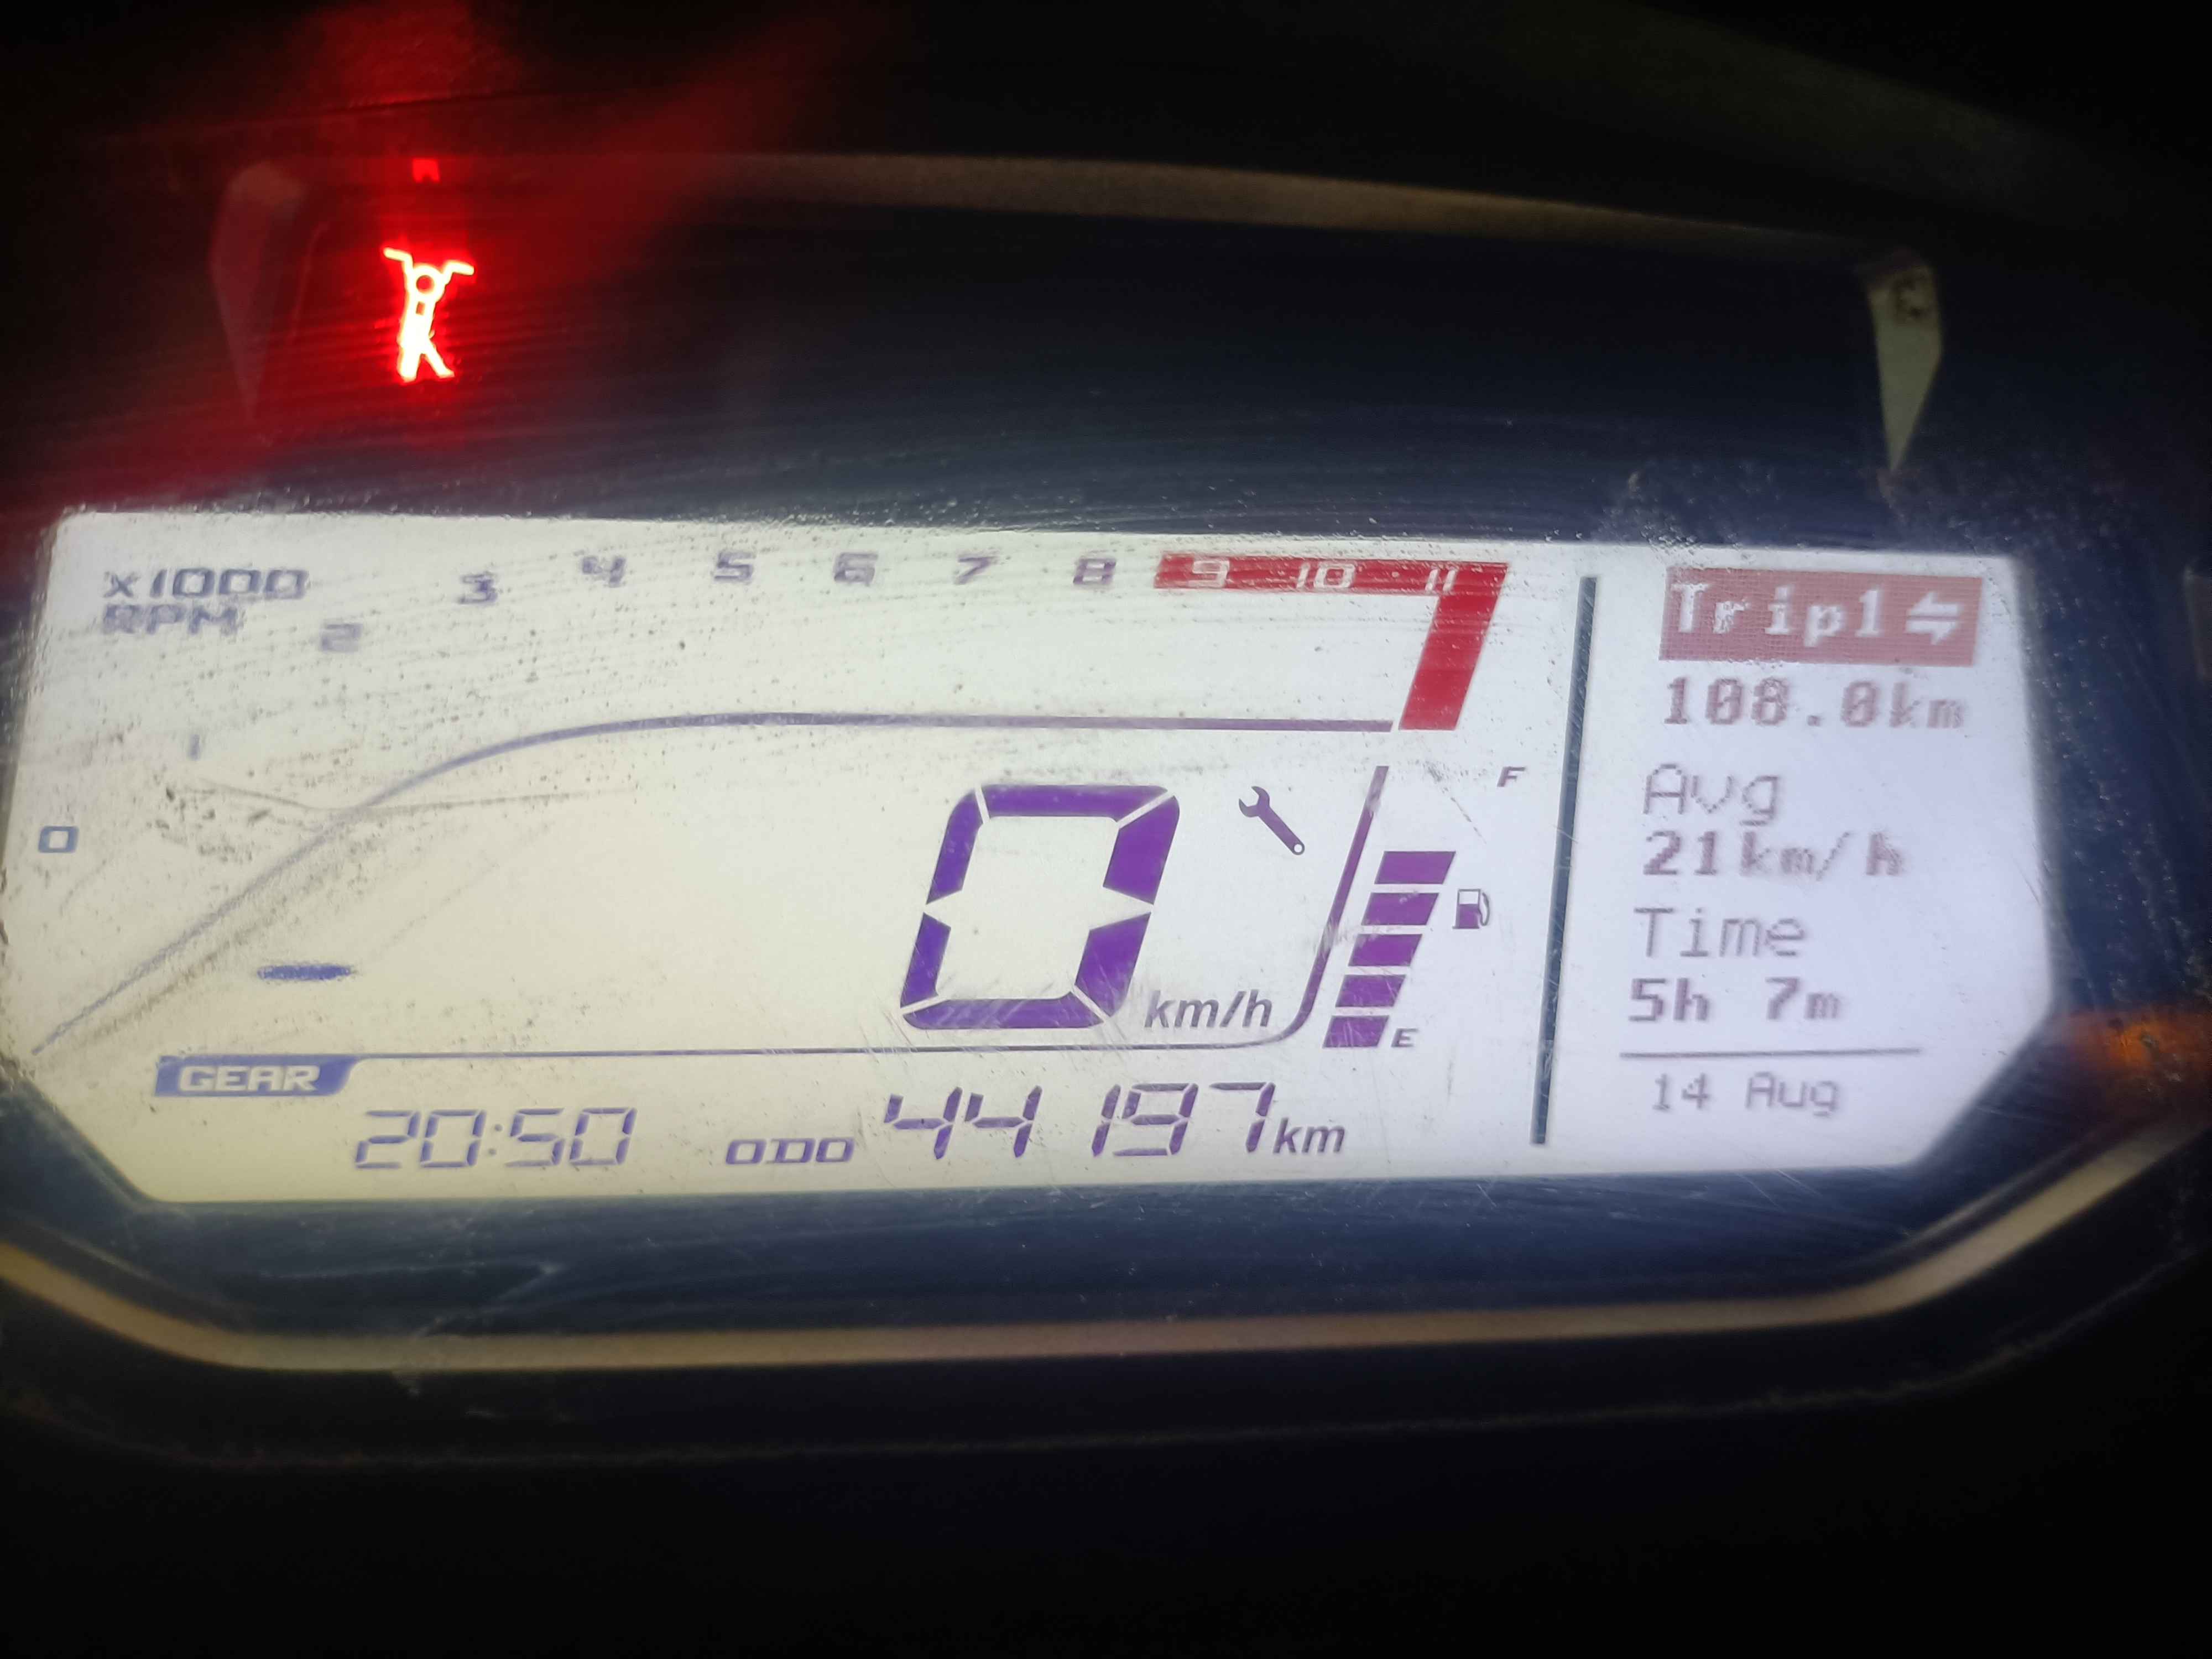 x1000
RPM
0 1 2 3 4 5 6 7 8 9 10 11
Trip1
108.0km
Avg
21km/h
Time
5h 7m
14 Aug
F
0 km/h
E
GEAR
20:50 ODO 44197km